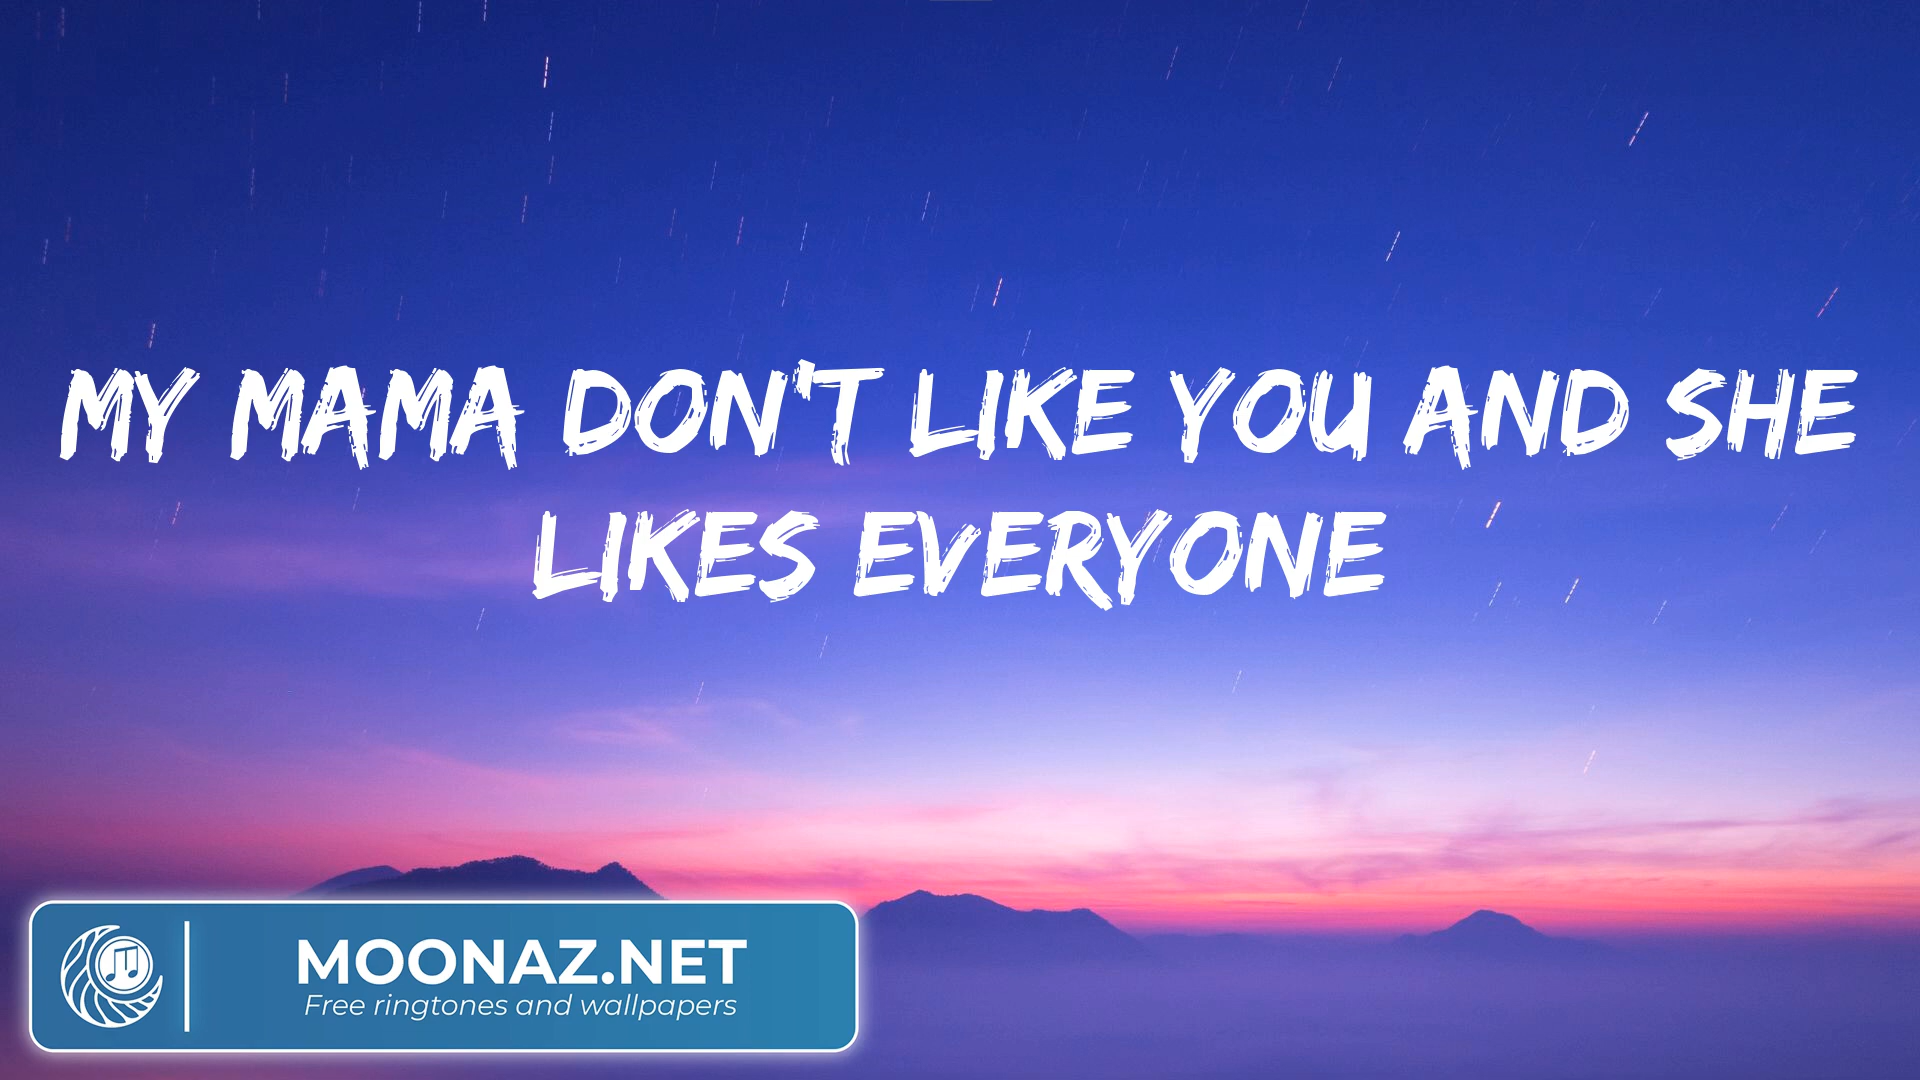 MY MAMA DON'T LIKE YOU AND SHE
LIKES EVERYONE
MOONAZ.NET
Free ringtones and wallpapers